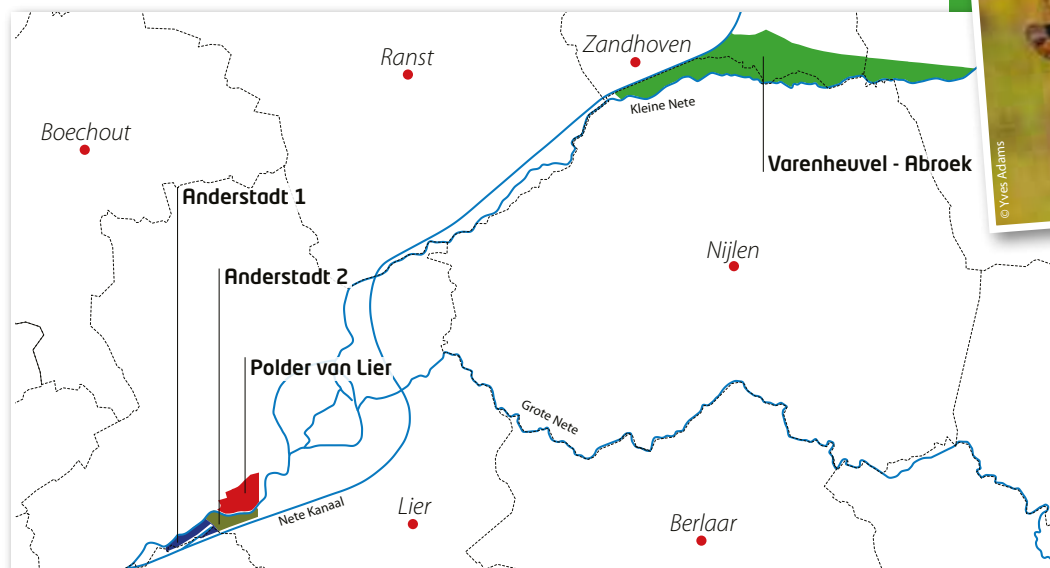 Zandhoven
Ranst
Kleine Nete
Boechout
Varenheuvel - Abroek
© Yves Adams
Anderstadt 1
Nijlen
Anderstadt 2
Polder van Lier
Grote Nete
Nete Kanaal
Lier
Berlaar